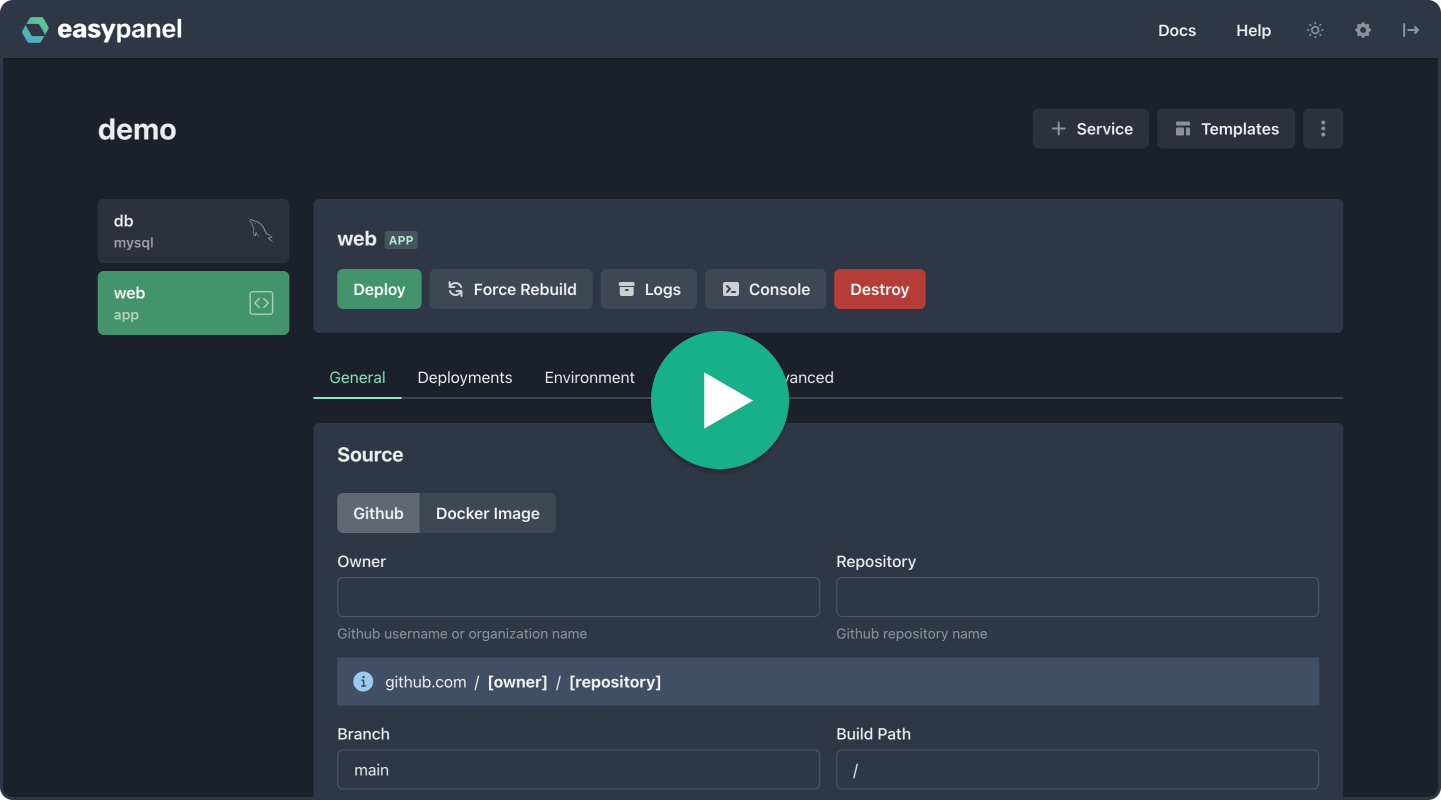 easypanel Docs Help
demo + Service Templates
db
mysql
web
app
web APP
Deploy Force Rebuild Logs Console Destroy
General Deployments Environment
Source
Github Docker Image
Owner Repository
Github username or organization name Github repository name
i github.com / [owner] / [repository]
Branch Build Path
main /